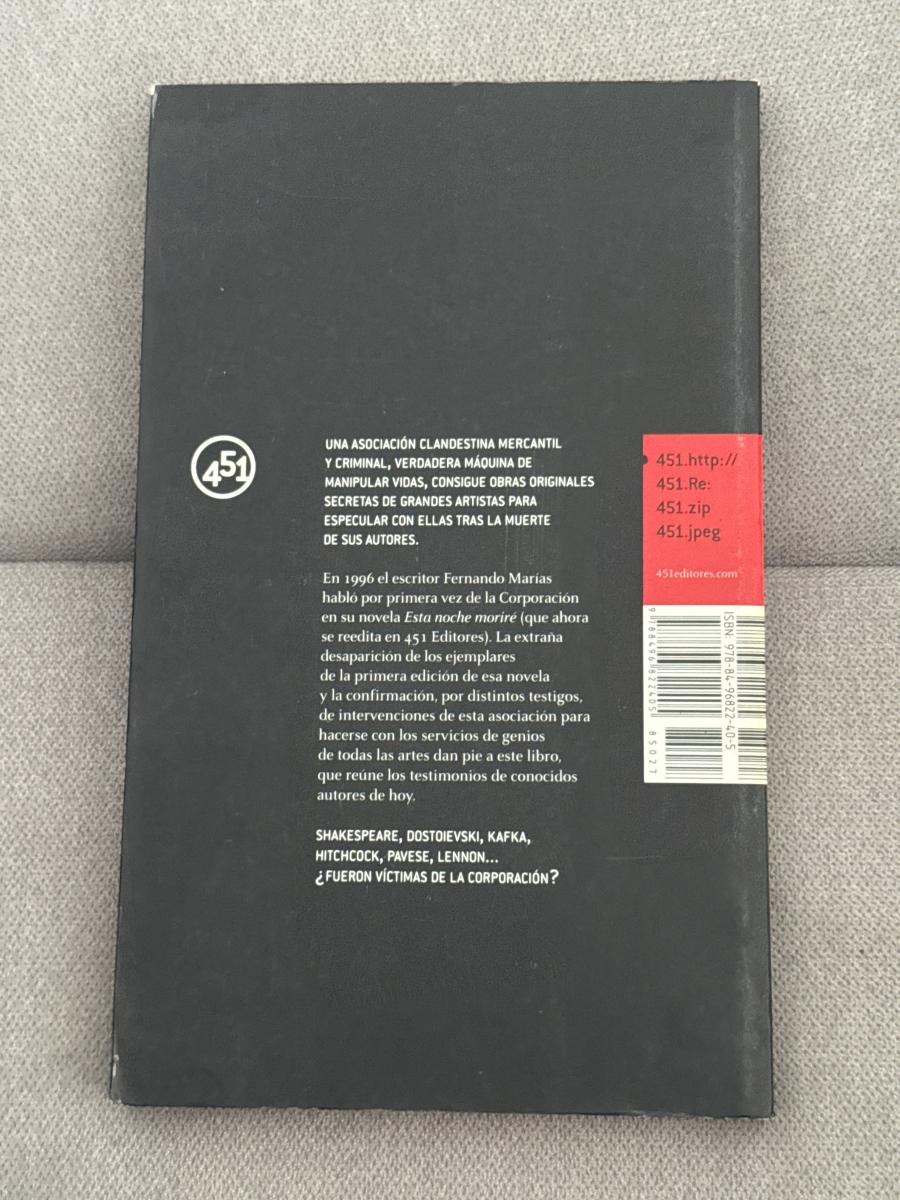 451
UNA ASOCIACIÓN CLANDESTINA MERCANTIL
Y CRIMINAL, VERDADERA MÁQUINA DE
MANIPULAR VIDAS, CONSIGUE OBRAS ORIGINALES
SECRETAS DE GRANDES ARTISTAS PARA
ESPECULAR CON ELLAS TRAS LA MUERTE
DE SUS AUTORES.
En 1996 el escritor Fernando Marías
habló por primera vez de la Corporación
en su novela Esta noche moriré (que ahora
se reedita en 451 Editores). La extraña
desaparición de los ejemplares
de la primera edición de esa novela
y la confirmación, por distintos testigos,
de intervenciones de esta asociación para
hacerse con los servicios de genios
de todas las artes dan pie a este libro,
que reúne los testimonios de conocidos
autores de hoy.
SHAKESPEARE, DOSTOIEVSKI, KAFKA,
HITCHCOCK, PAVESE, LENNON...
¿FUERON VÍCTIMAS DE LA CORPORACIÓN?
451.http://
451.Re:
451.zip
451.jpeg
451editores.com
ISBN: 978-84-96822-40-5
9 788496 822405
85027